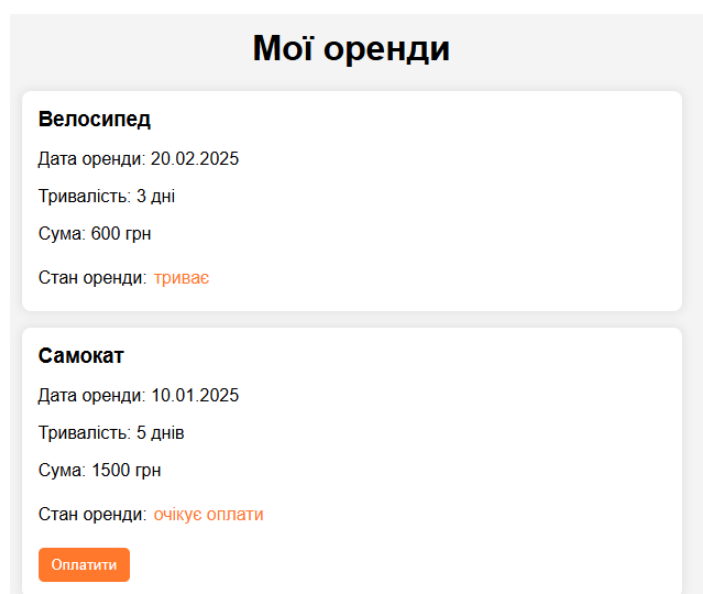 Мої оренди
Велосипед
Дата оренди: 20.02.2025
Тривалість: 3 дні
Сума: 600 грн
Стан оренди: триває
Самокат
Дата оренди: 10.01.2025
Тривалість: 5 днів
Сума: 1500 грн
Стан оренди: очікує оплати
Оплатити